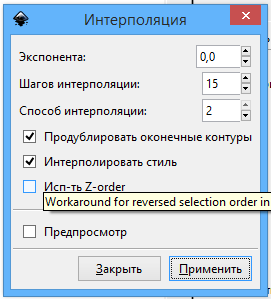 Интерполяция
Экспонента: 0,0
Шагов интерполяции: 15
Способ интерполяции: 2
Продублировать оконечные контуры
Интерполировать стиль
Исп-ть Z-order
Workaround for reversed selection order in
Предпросмотр
Закрыть Применить